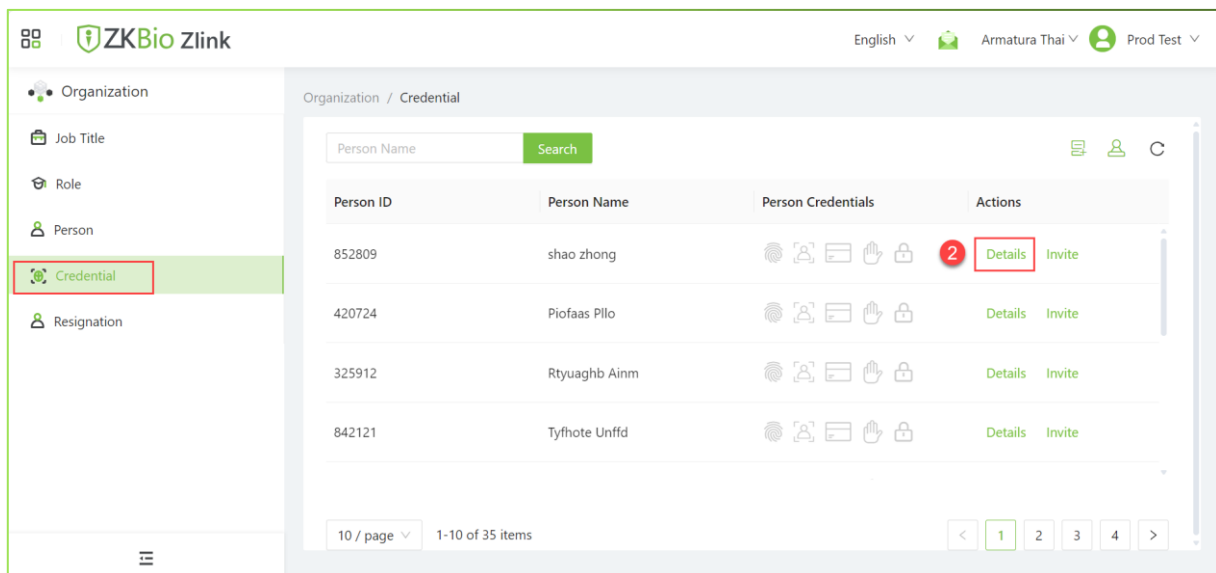 ZKBio Zlink
English
Armatura Thai
Prod Test
Organization
Job Title
Role
Person
Credential
Resignation
Organization / Credential
Person Name
Search
Person ID Person Name Person Credentials Actions
852809 shao zhong 2 Details Invite
420724 Piofaas Pllo Details Invite
325912 Rtyuaghb Ainm Details Invite
842121 Tyfhote Unffd Details Invite
10 / page 1-10 of 35 items < 1 2 3 4 >